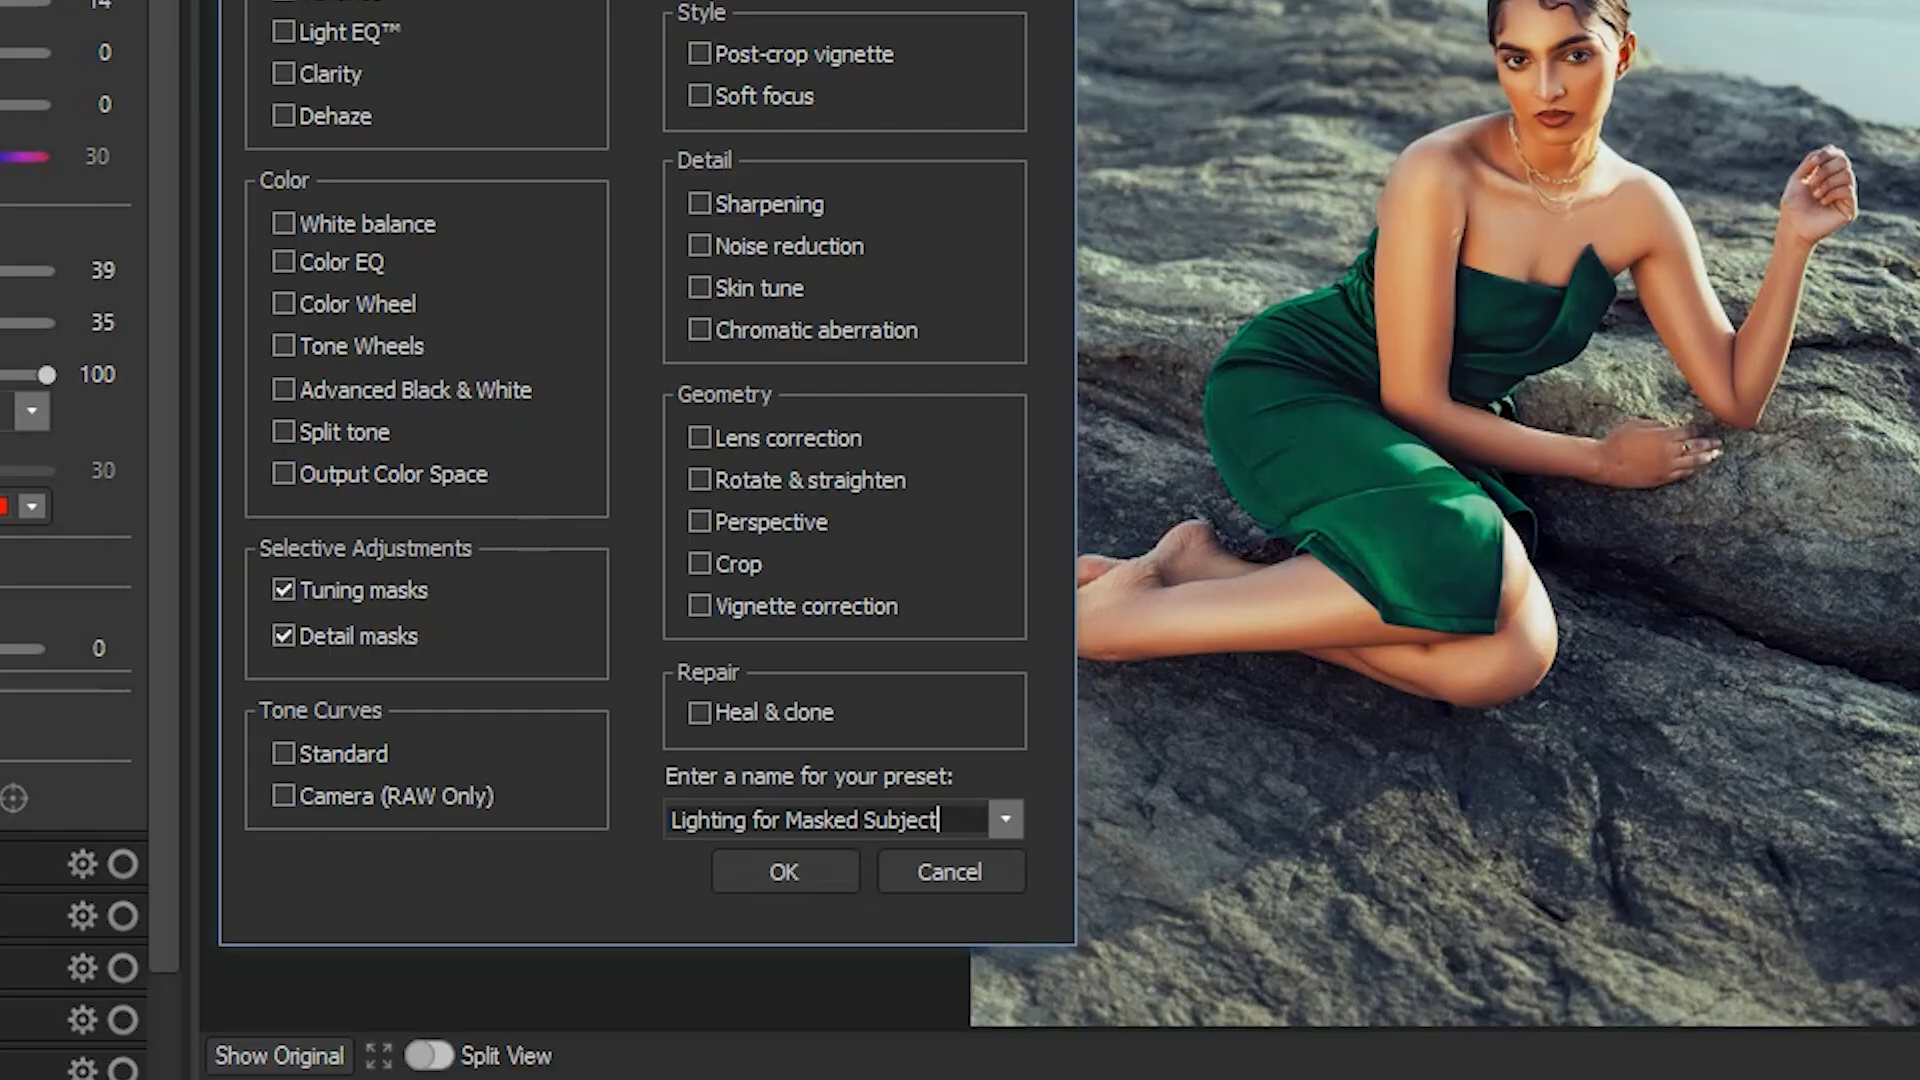 14
0
0
30
39
35
100
30
0
Light EQ™
Clarity
Dehaze
Color
White balance
Color EQ
Color Wheel
Tone Wheels
Advanced Black & White
Split tone
Output Color Space
Selective Adjustments
Tuning masks
Detail masks
Tone Curves
Standard
Camera (RAW Only)
Style
Post-crop vignette
Soft focus
Detail
Sharpening
Noise reduction
Skin tune
Chromatic aberration
Geometry
Lens correction
Rotate & straighten
Perspective
Crop
Vignette correction
Repair
Heal & clone
Enter a name for your preset:
Lighting for Masked Subject
OK
Cancel
Show Original
Split View